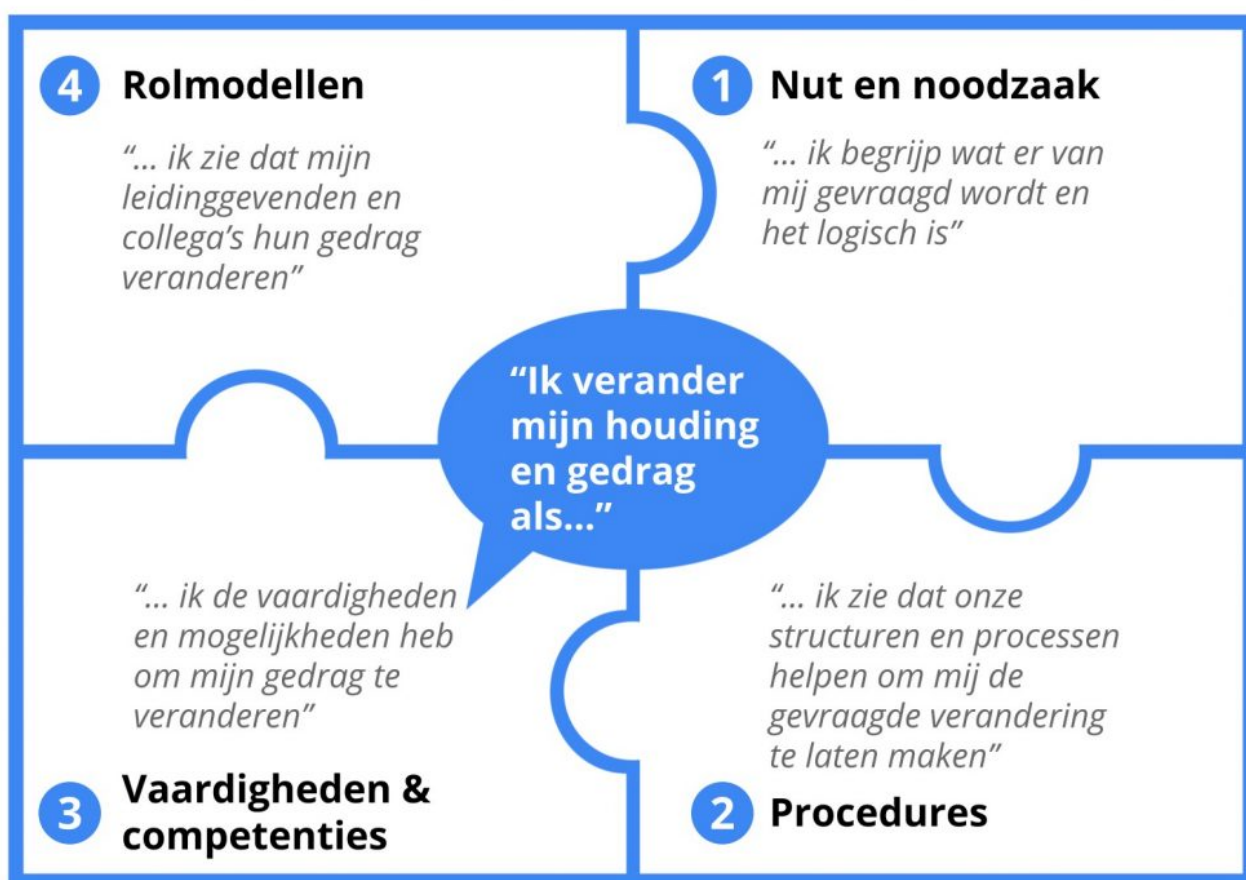 4 Rolmodellen
“... ik zie dat mijn
leidinggevenden en
collega’s hun gedrag
veranderen”
1 Nut en noodzaak
“... ik begrijp wat er van
mij gevraagd wordt en
het logisch is”
“Ik verander
mijn houding
en gedrag
als...”
“... ik de vaardigheden
en mogelijkheden heb
om mijn gedrag te
veranderen”
3 Vaardigheden &
competenties
“... ik zie dat onze
structuren en processen
helpen om mij de
gevraagde verandering
te laten maken”
2 Procedures